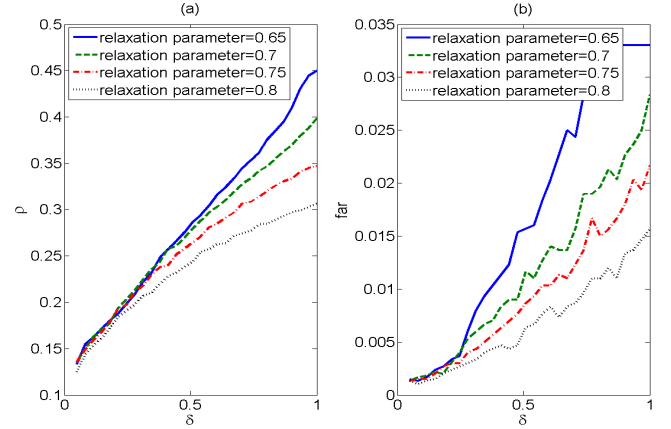 (a)
relaxation parameter=0.65
relaxation parameter=0.7
relaxation parameter=0.75
relaxation parameter=0.8
0.5
0.45
0.4
0.35
0.3
0.25
0.2
0.15
0.1
ρ
0
0.5
1
δ
(b)
relaxation parameter=0.65
relaxation parameter=0.7
relaxation parameter=0.75
relaxation parameter=0.8
0.035
0.03
0.025
0.02
0.015
0.01
0.005
0
far
0
0.5
1
δ